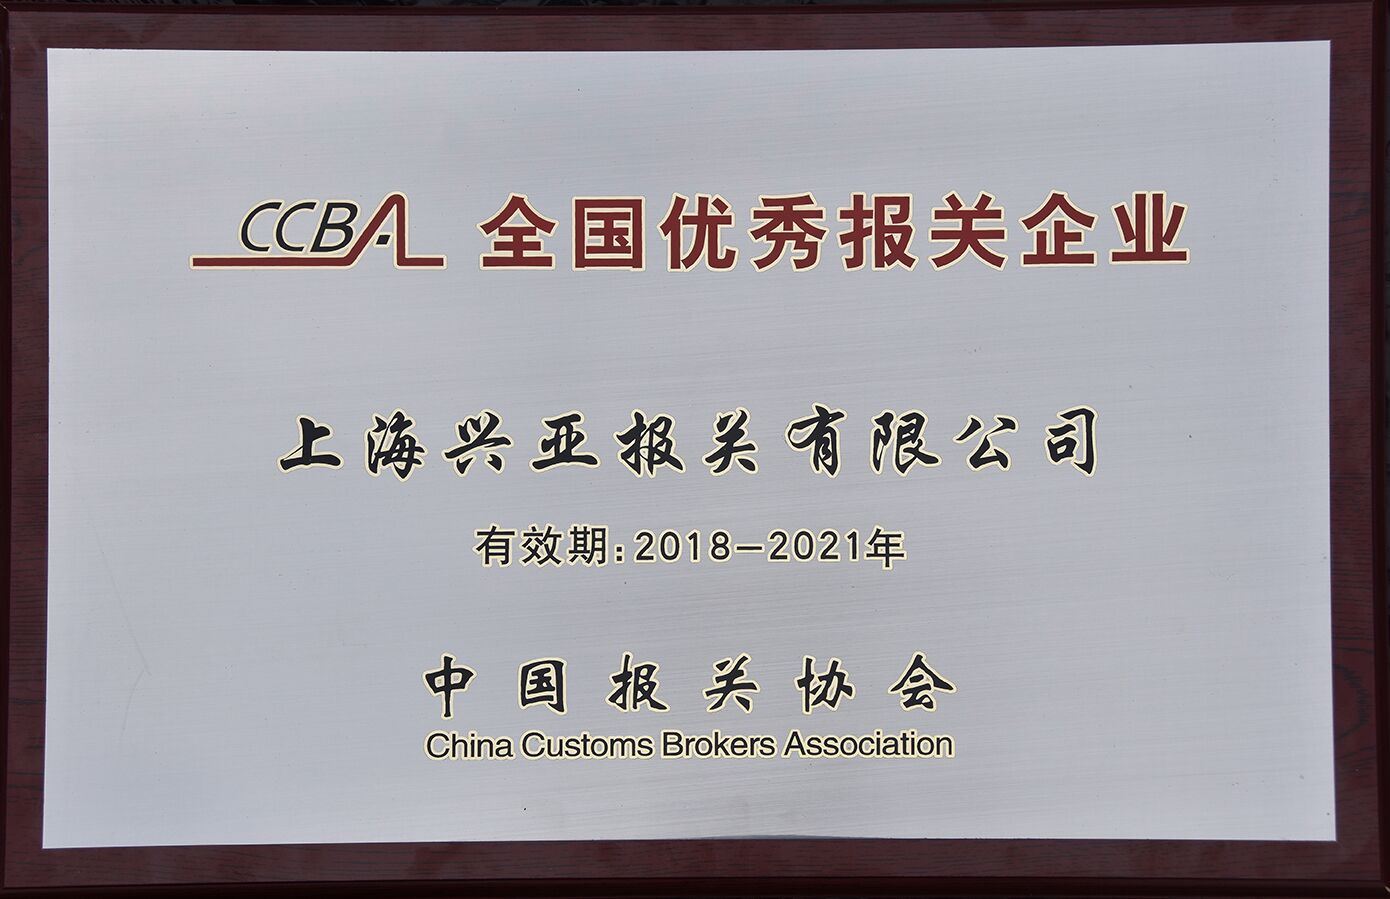 CCBA 全国优秀报关企业
上海兴亚报关有限公司
有效期:2018-2021年
中国报关协会
China Customs Brokers Association